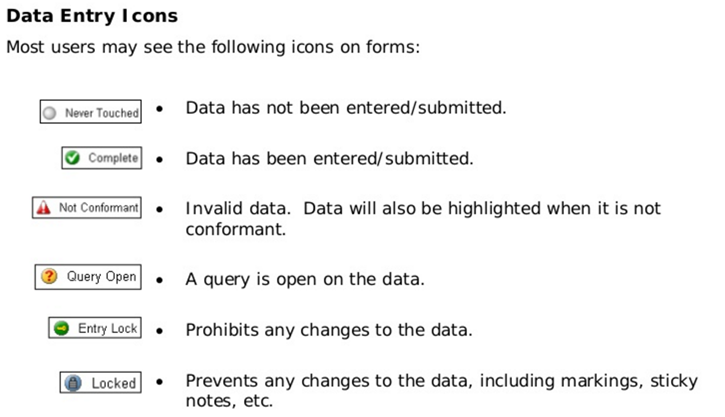 Data Entry Icons
Most users may see the following icons on forms:
Never Touched • Data has not been entered/submitted.
Complete • Data has been entered/submitted.
Not Conformant • Invalid data. Data will also be highlighted when it is not
conformant.
Query Open • A query is open on the data.
Entry Lock • Prohibits any changes to the data.
Locked • Prevents any changes to the data, including markings, sticky
notes, etc.